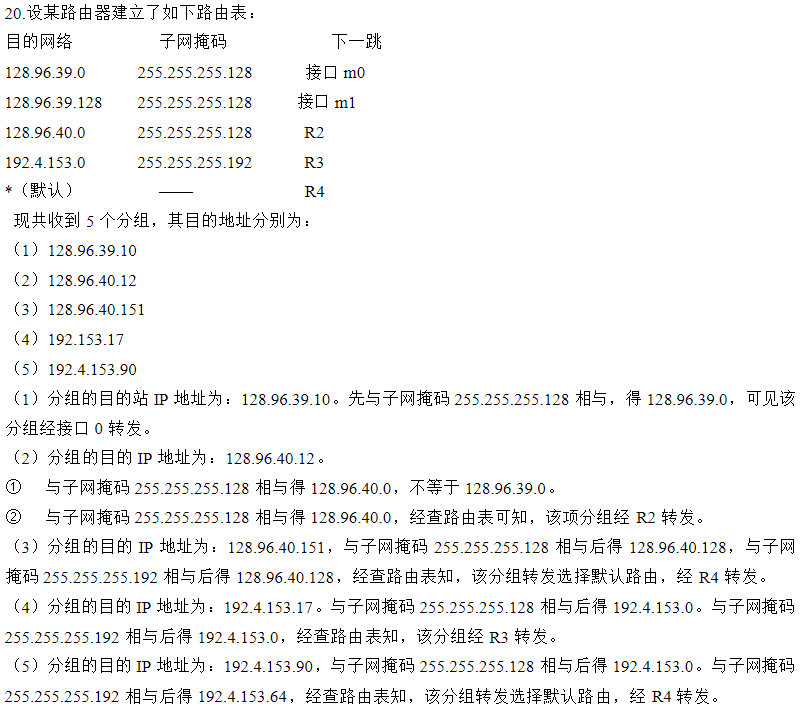 20.设某路由器建立了如下路由表：
目的网络 子网掩码 下一跳
128.96.39.0 255.255.255.128 接口 m0
128.96.39.128 255.255.255.128 接口 m1
128.96.40.0 255.255.255.128 R2
192.4.153.0 255.255.255.192 R3
*（默认） —— R4
现共收到 5 个分组，其目的地址分别为：
（1）128.96.39.10
（2）128.96.40.12
（3）128.96.40.151
（4）192.153.17
（5）192.4.153.90
（1）分组的目的站 IP 地址为：128.96.39.10。先与子网掩码 255.255.255.128 相与，得 128.96.39.0，可见该
分组经接口 0 转发。
（2）分组的目的 IP 地址为：128.96.40.12。
① 与子网掩码 255.255.255.128 相与得 128.96.40.0，不等于 128.96.39.0。
② 与子网掩码 255.255.255.128 相与得 128.96.40.0，经查路由表可知，该项分组经 R2 转发。
（3）分组的目的 IP 地址为：128.96.40.151，与子网掩码 255.255.255.128 相与后得 128.96.40.128，与子网
掩码 255.255.255.192 相与后得 128.96.40.128，经查路由表知，该分组转发选择默认路由，经 R4 转发。
（4）分组的目的 IP 地址为：192.4.153.17。与子网掩码 255.255.255.128 相与后得 192.4.153.0。与子网掩码
255.255.255.192 相与后得 192.4.153.0，经查路由表知，该分组经 R3 转发。
（5）分组的目的 IP 地址为：192.4.153.90，与子网掩码 255.255.255.128 相与后得 192.4.153.0。与子网掩码
255.255.255.192 相与后得 192.4.153.64，经查路由表知，该分组转发选择默认路由，经 R4 转发。